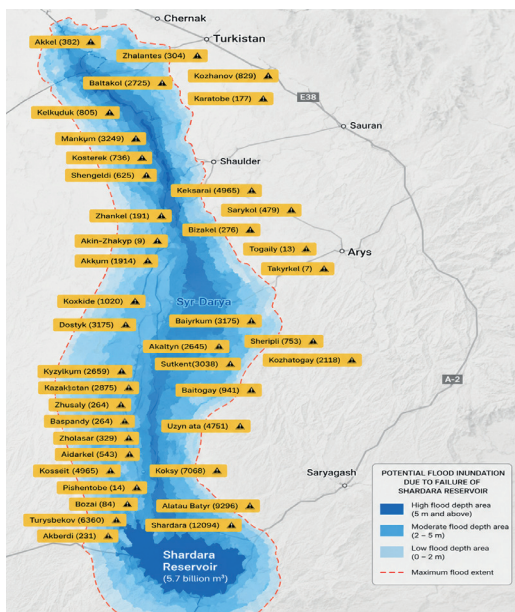 Chernak
Akkel (382)
Turkistan
Zhalantes (304)
Kozhanov (829)
Baltakol (2725)
Karatobe (177)
E38
Kelkuduk (805)
Sauran
Mankum (3249)
Kosterek (736)
Shaulder
Shengeldi (625)
Keksarai (4965)
Sarykol (479)
Zhankel (191)
Bizakel (276)
Akin-Zhakyp (9)
Togaily (13)
Arys
Akkum (1914)
Takyrkel (7)
Koxkide (1020)
Syr-Darya
Dostyk (3175)
Baiyrkum (3175)
Sheripli (753)
Akaltyn (2645)
Kozhatogay (2118)
Sutkent(3038)
Kyzylkum (2659)
A-2
Kazakstan (2875)
Baitogay (941)
Zhusaly (264)
Baspandy (264)
Uzyn ata (4751)
Zholasar (329)
Aidarkel (543)
Kosseit (4965)
Koksy (7068)
Saryagash
Pishentobe (14)
Bozai (84)
Alatau Batyr (9296)
Turysbekov (6360)
Shardara (12094)
Akberdi (231)
Shardara
Reservoir
(5.7 billion m³)
POTENTIAL FLOOD INUNDATION
DUE TO FAILURE OF
SHARDARA RESERVOIR
High flood depth area
(5 m and above)
Moderate flood depth area
(2 – 5 m)
Low flood depth area
(0 – 2 m)
Maximum flood extent